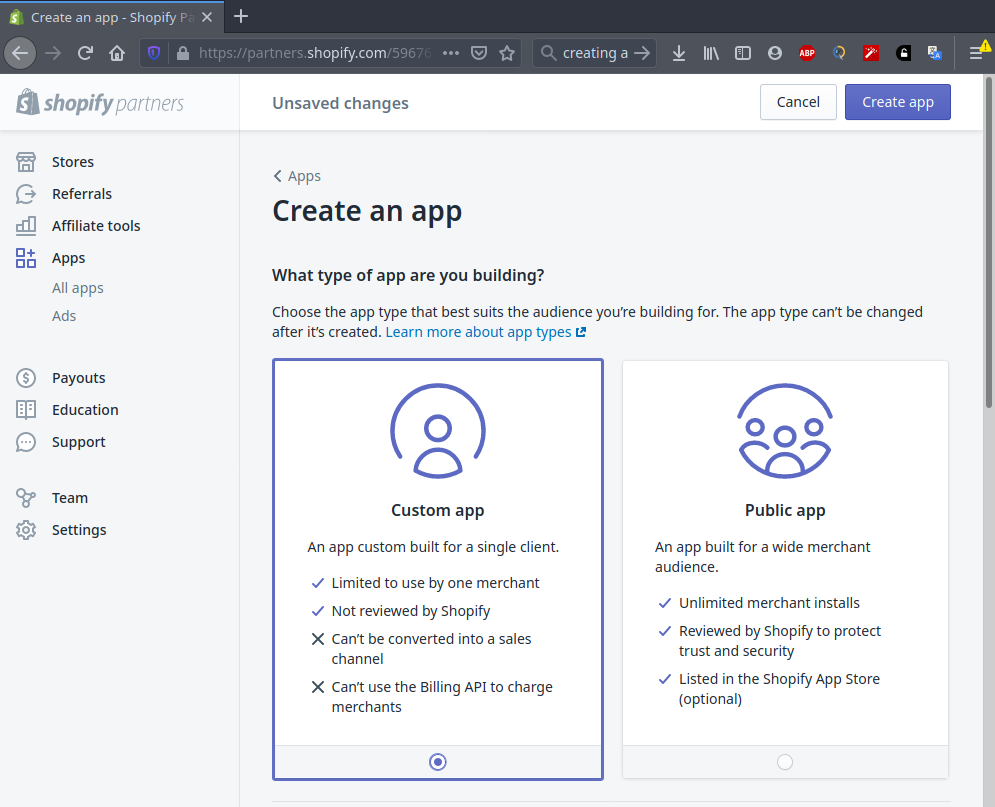 Create an app - Shopify Pa
https://partners.shopify.com/59676
creating a
ABP
shopify partners
Unsaved changes
Cancel
Create app
Stores
Referrals
Affiliate tools
Apps
All apps
Ads
Payouts
Education
Support
Team
Settings
Apps
Create an app
What type of app are you building?
Choose the app type that best suits the audience you’re building for. The app type can’t be changed
after it’s created. Learn more about app types
Custom app
An app custom built for a single client.
Limited to use by one merchant
Not reviewed by Shopify
Can’t be converted into a sales
channel
Can’t use the Billing API to charge
merchants
Public app
An app built for a wide merchant
audience.
Unlimited merchant installs
Reviewed by Shopify to protect
trust and security
Listed in the Shopify App Store
(optional)